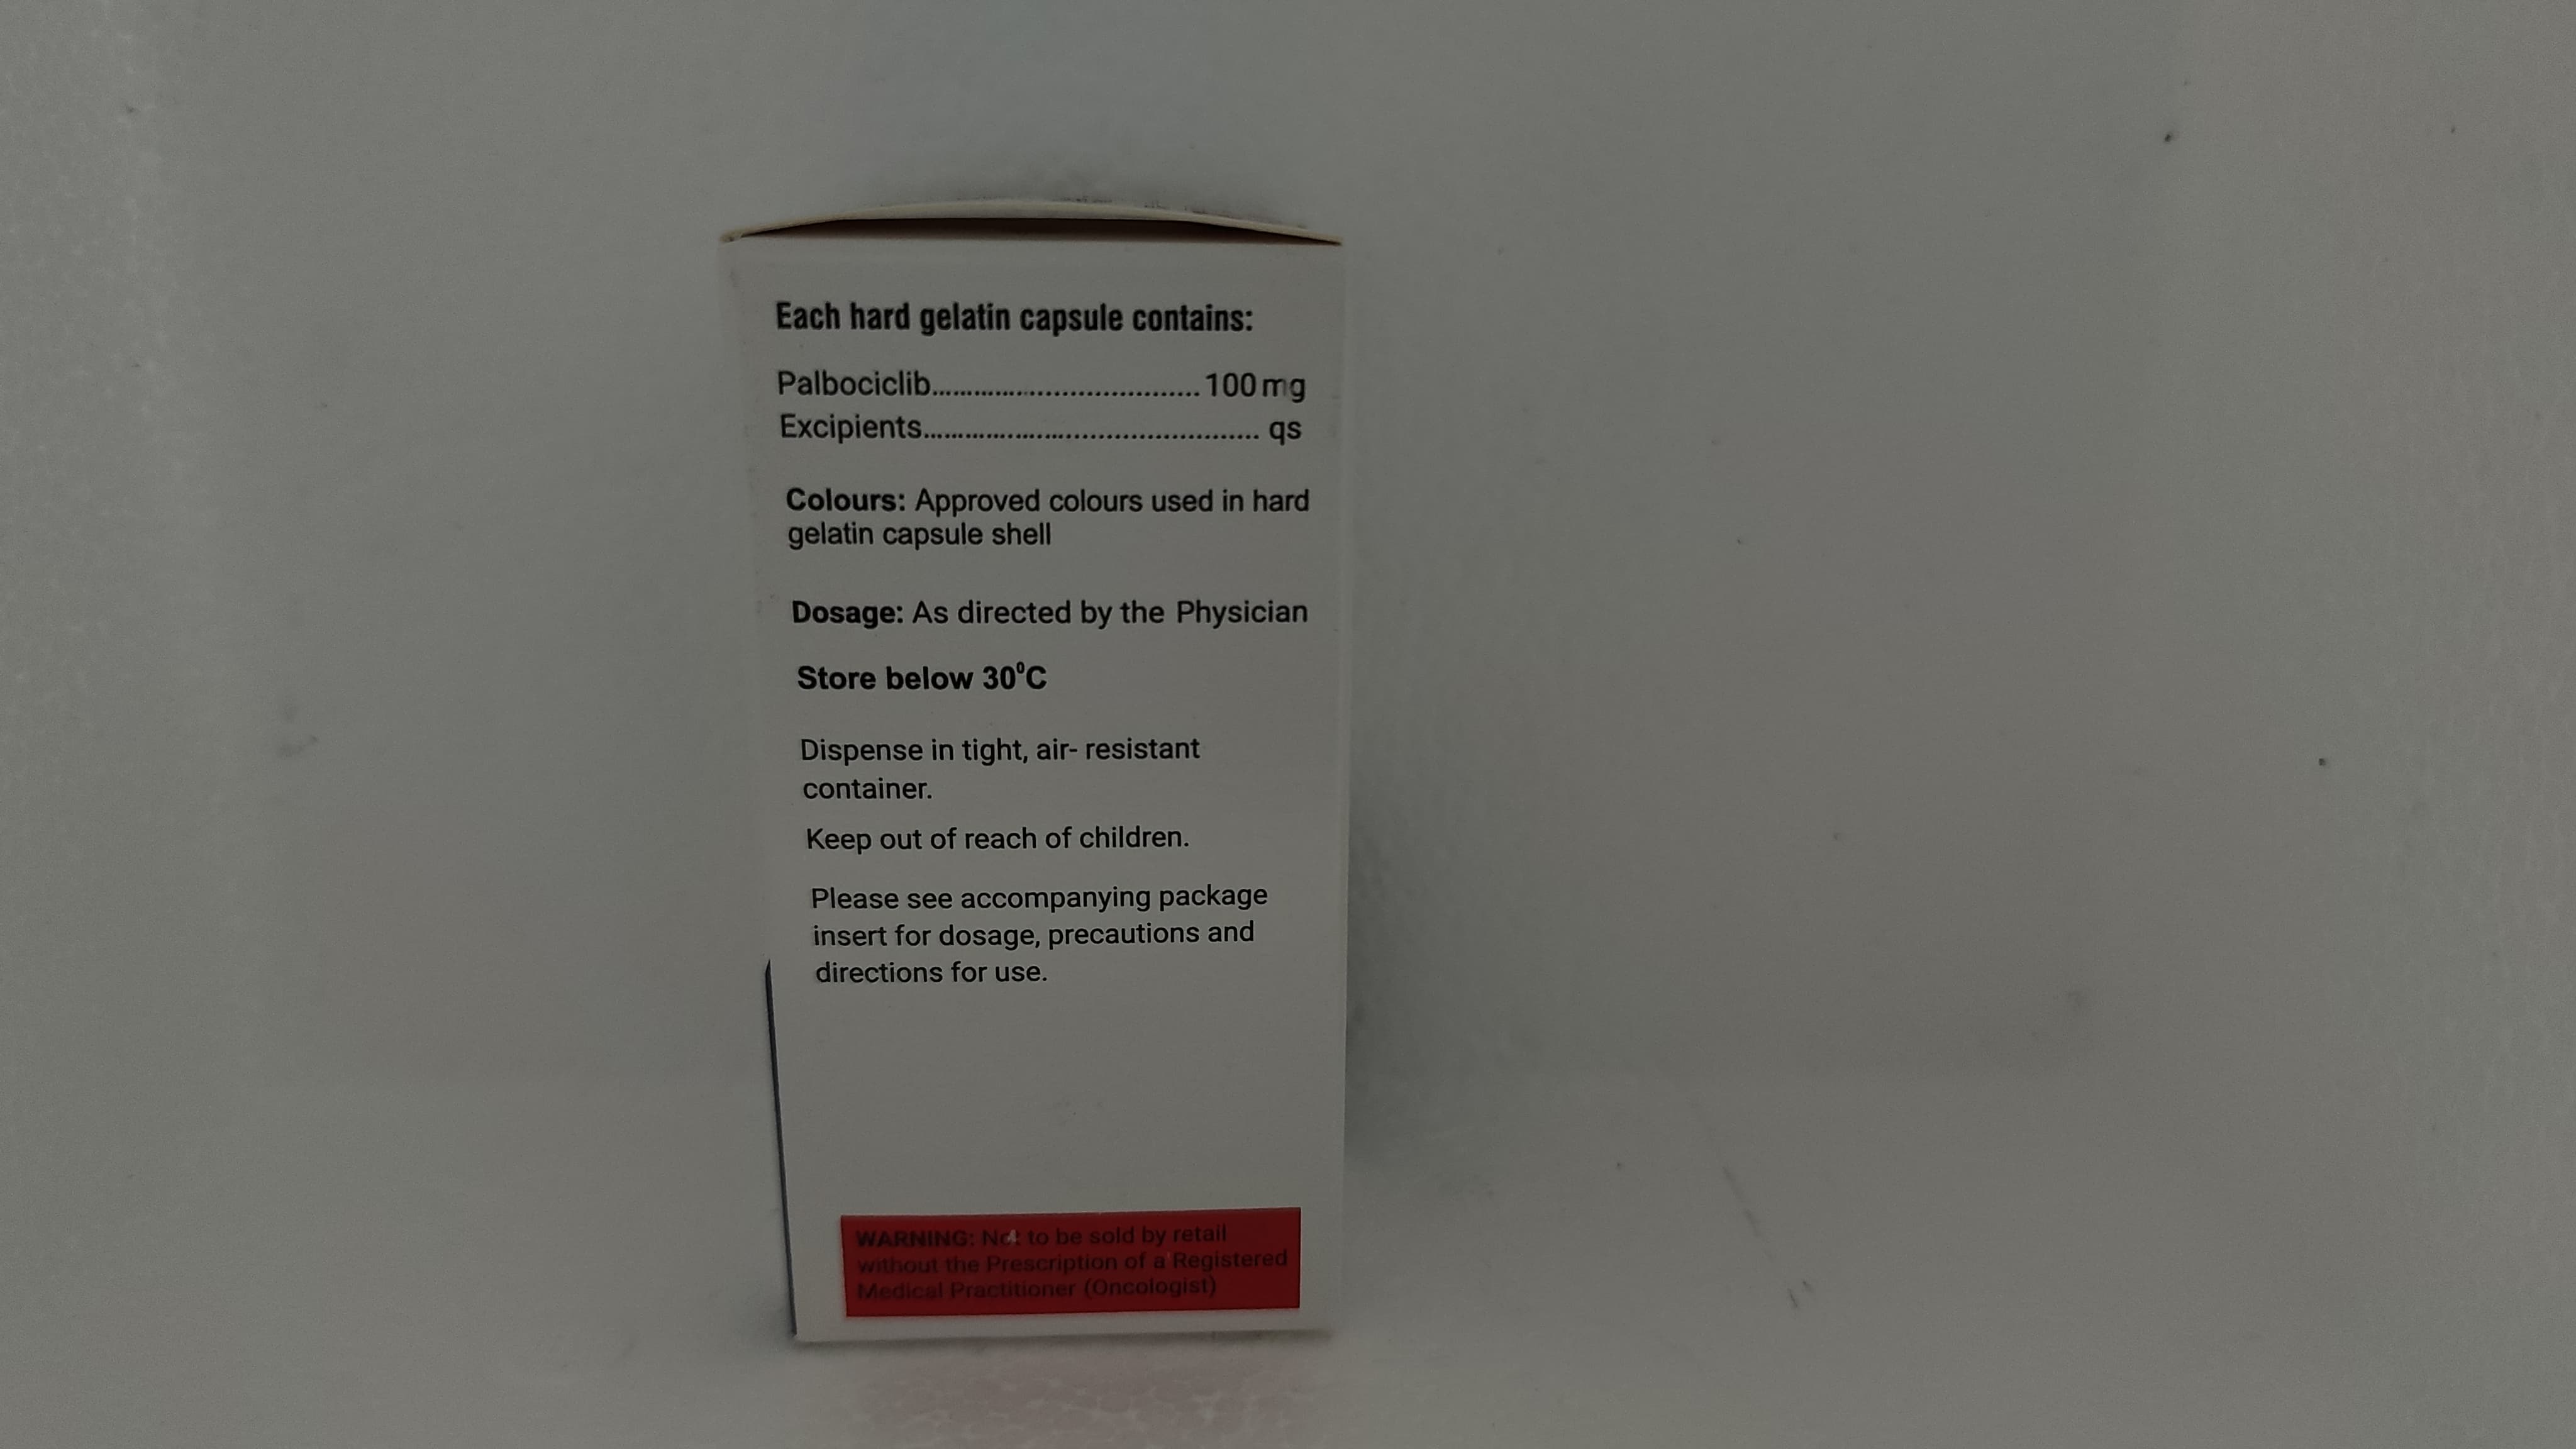 Each hard gelatin capsule contains:
Palbociclib....................................100mg
Excipients............................................. qs
Colours: Approved colours used in hard
gelatin capsule shell
Dosage: As directed by the Physician
Store below 30⁰C
Dispense in tight, air- resistant
container.
Keep out of reach of children.
Please see accompanying package
insert for dosage, precautions and
directions for use.
WARNING: Not to be sold by retail
without the Prescription of a Registered
Medical Practitioner (Oncologist)